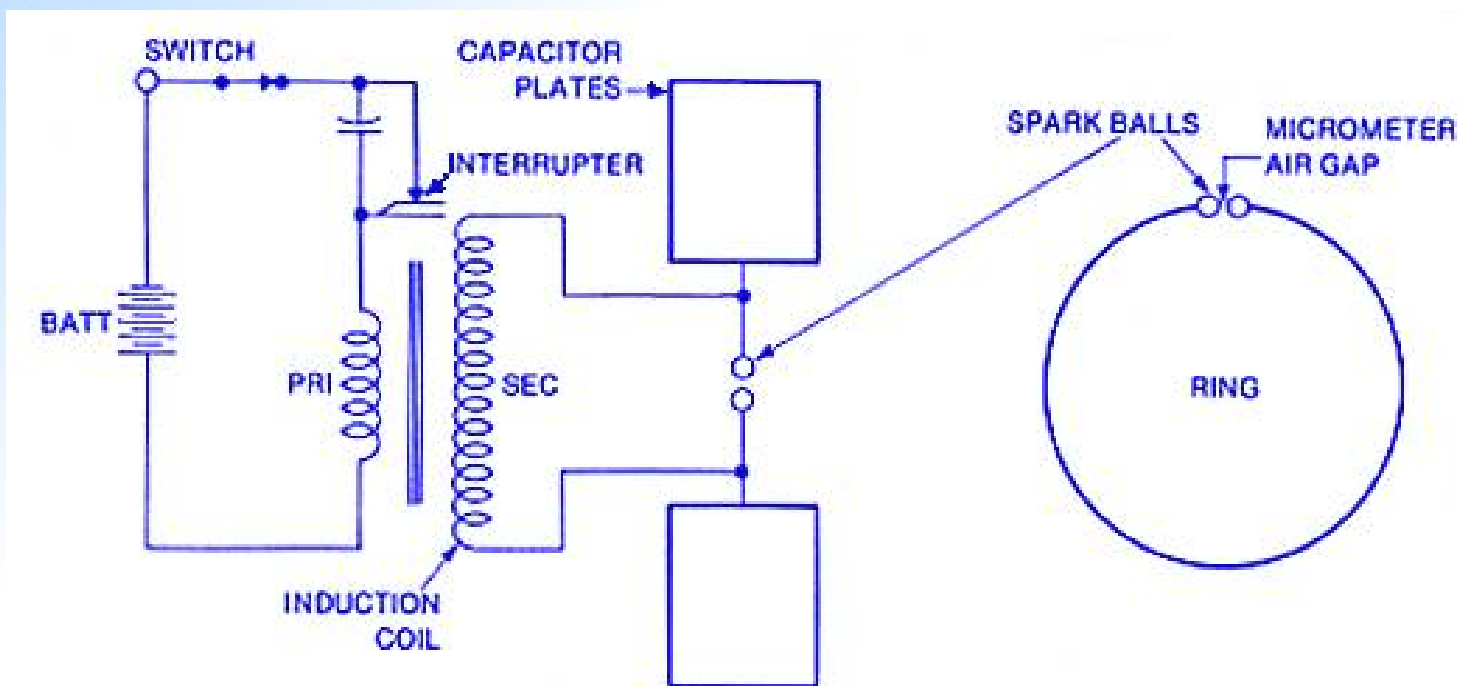 SWITCH
CAPACITOR
PLATES
SPARK BALLS
MICROMETER
AIR GAP
INTERRUPTER
BATT
PRI
SEC
RING
INDUCTION
COIL